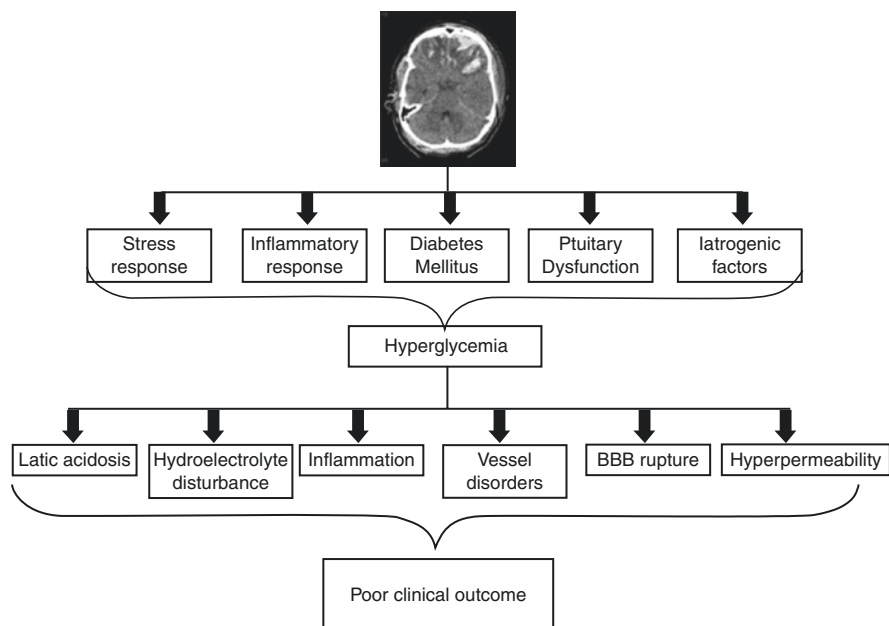 Stress
response
Inflammatory
response
Diabetes
Mellitus
Ptuitary
Dysfunction
Iatrogenic
factors
Hyperglycemia
Latic acidosis
Hydroelectrolyte
disturbance
Inflammation
Vessel
disorders
BBB rupture
Hyperpermeability
Poor clinical outcome